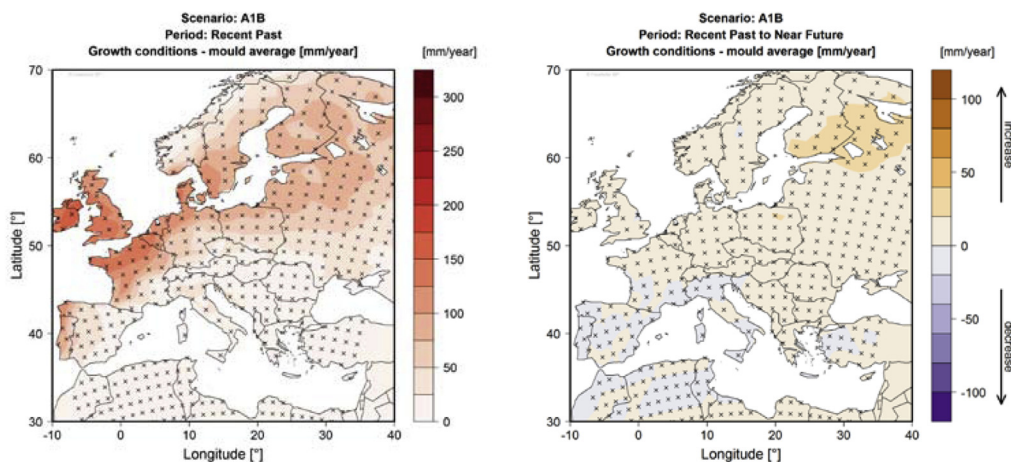 Scenario: A1B
Period: Recent Past
Growth conditions - mould average [mm/year]
[mm/year]
70
60
50
40
30
Latitude [°]
-10
0
10
20
30
40
Longitude [°]
300
250
200
150
100
50
0
Scenario: A1B
Period: Recent Past to Near Future
Growth conditions - mould average [mm/year]
[mm/year]
70
60
50
40
30
Latitude [°]
-10
0
10
20
30
40
Longitude [°]
100
50
0
-50
-100
increase
decrease